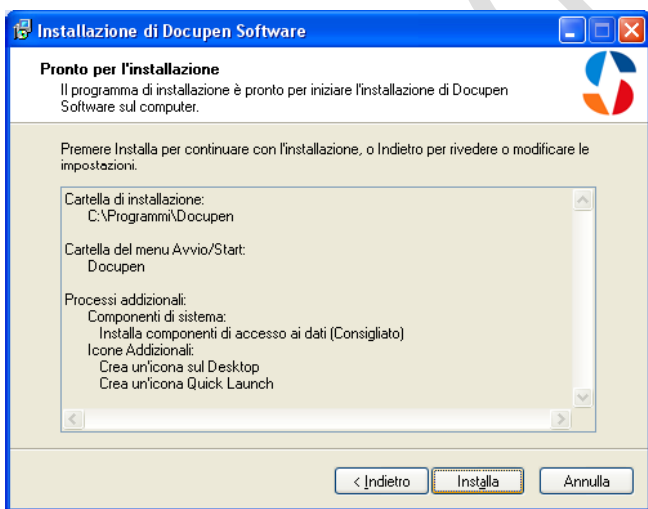 Installazione di Docupen Software
Pronto per l'installazione
Il programma di installazione è pronto per iniziare l'installazione di Docupen
Software sul computer.
Premere Installa per continuare con l'installazione, o Indietro per rivedere o modificare le
impostazioni.
Cartella di installazione:
C:\Programmi\Docupen
Cartella del menu Avvio/Start:
Docupen
Processi addizionali:
Componenti di sistema:
Installa componenti di accesso ai dati (Consigliato)
Icone Addizionali:
Crea un'icona sul Desktop
Crea un'icona Quick Launch
< Indietro Installa Annulla